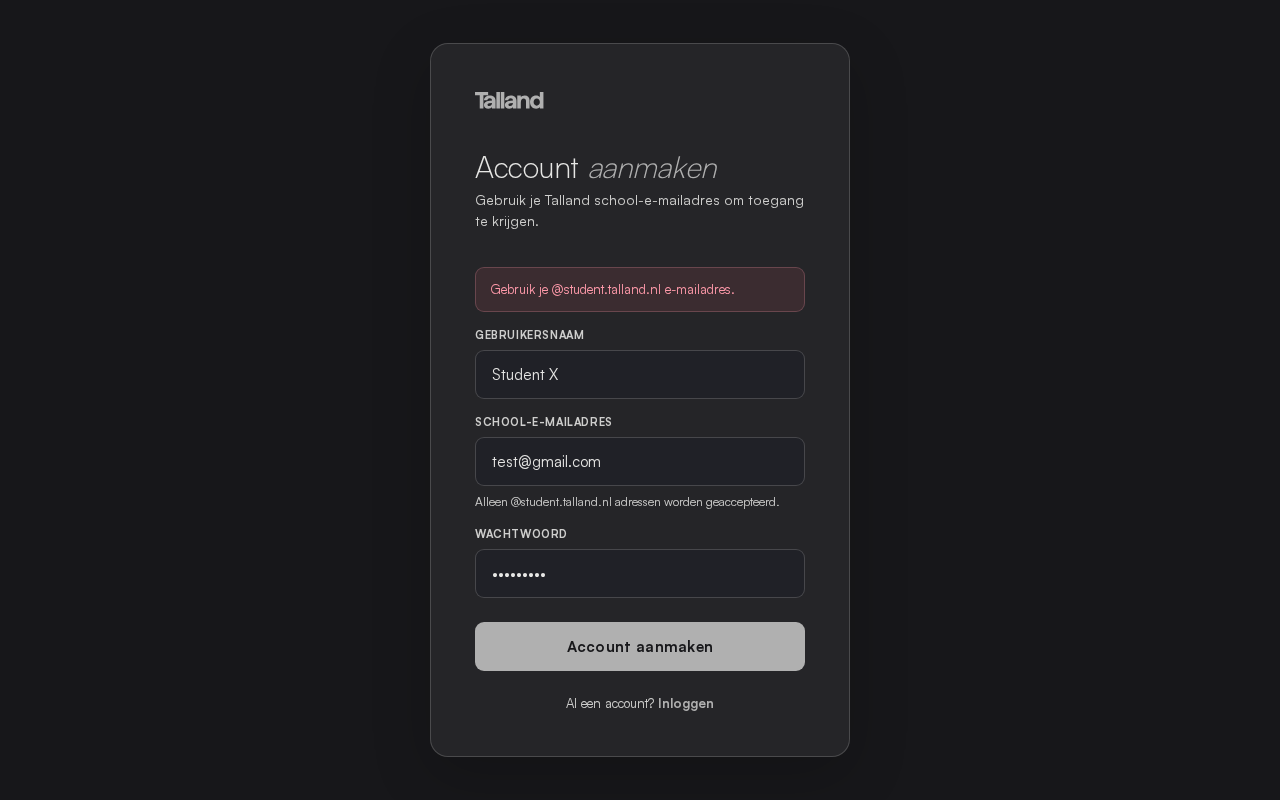 Talland
Account aanmaken
Gebruik je Talland school-e-mailadres om toegang
te krijgen.
Gebruik je @student.talland.nl e-mailadres.
GEBRUIKERSNAAM
Student X
SCHOOL-E-MAILADRES
test@gmail.com
Alleen @student.talland.nl adressen worden geaccepteerd.
WACHTWOORD
•••••••••
Account aanmaken
Al een account? Inloggen